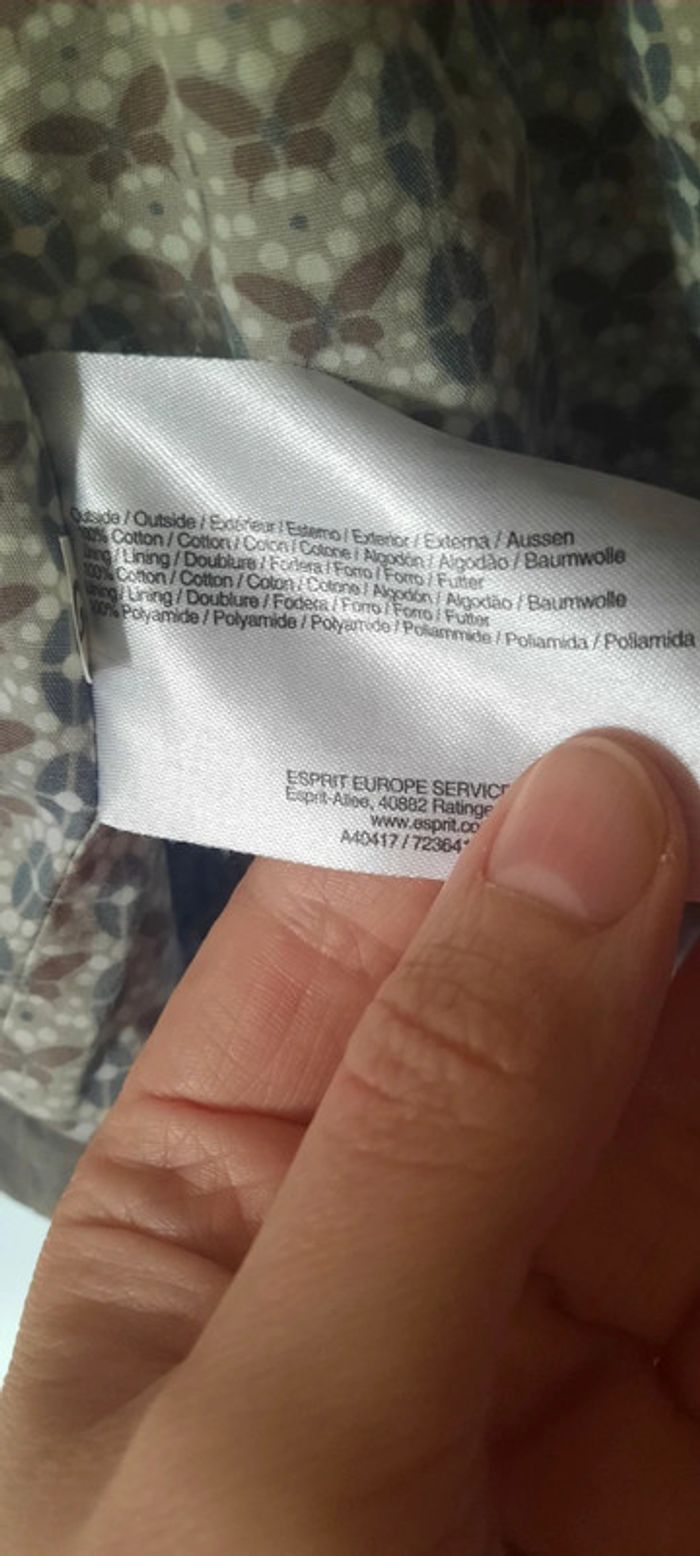 Outside / Outside / Extérieur / Esterno / Exterior / Externa / Aussen
100% Cotton / Cotton / Coton / Cotone / Algodón / Algodão / Baumwolle
Lining / Lining / Doublure / Fodera / Forro / Forro / Futter
100% Cotton / Cotton / Coton / Cotone / Algodón / Algodão / Baumwolle
Lining / Lining / Doublure / Fodera / Forro / Forro / Futter
100% Polyamide / Polyamide / Polyamide / Poliammide / Poliamida / Poliamida
ESPRIT EUROPE SERVICE
Esprit-Allee, 40882 Ratinge
www.esprit.co
A40417 / 72364